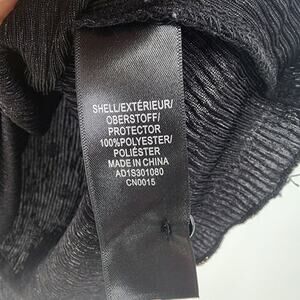 SHELL/EXTÉRIEUR/
OBERSTOFF/
PROTECTOR
100%POLYESTER/
POLIÉSTER
MADE IN CHINA
AD1S301080
CN0015